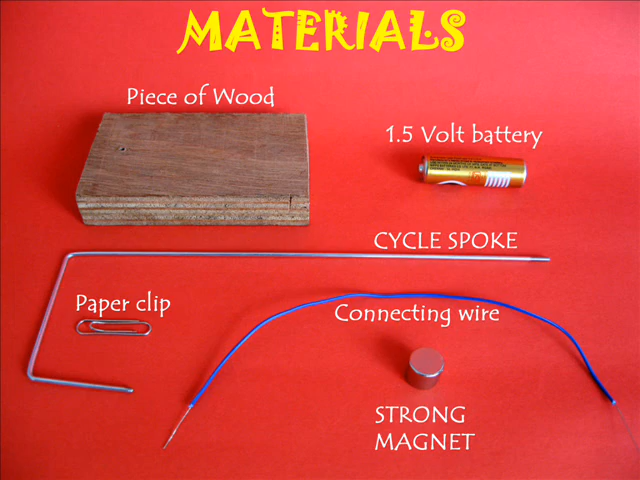 MATERIALS
Piece of Wood
1.5 Volt battery
CYCLE SPOKE
Paper clip
Connecting wire
STRONG
MAGNET